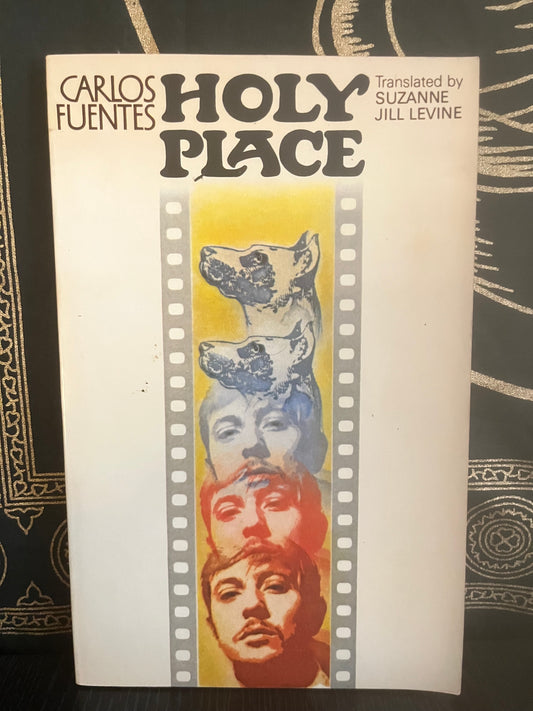 CARLOS
FUENTES
HOLY
PLACE
Translated by
SUZANNE
JILL LEVINE